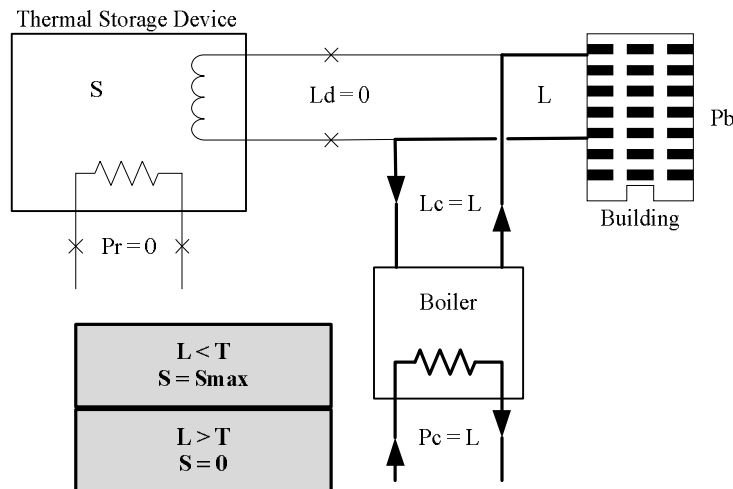 Thermal Storage Device
S
Ld = 0
L
Pb
Building
Pr = 0
Lc = L
Boiler
Pc = L
L < T
S = Smax
L > T
S = 0